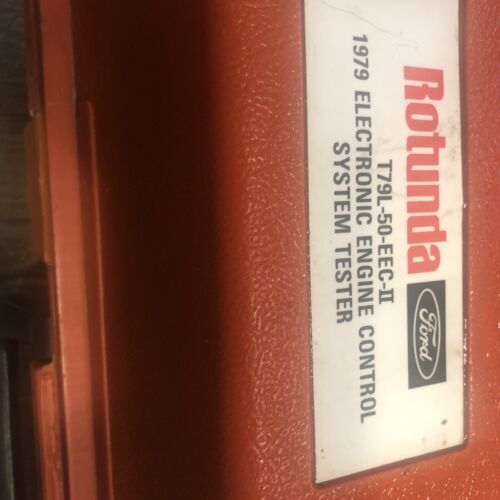 Rotunda Ford
T79L-50-EEC-II
1979 ELECTRONIC ENGINE CONTROL
SYSTEM TESTER